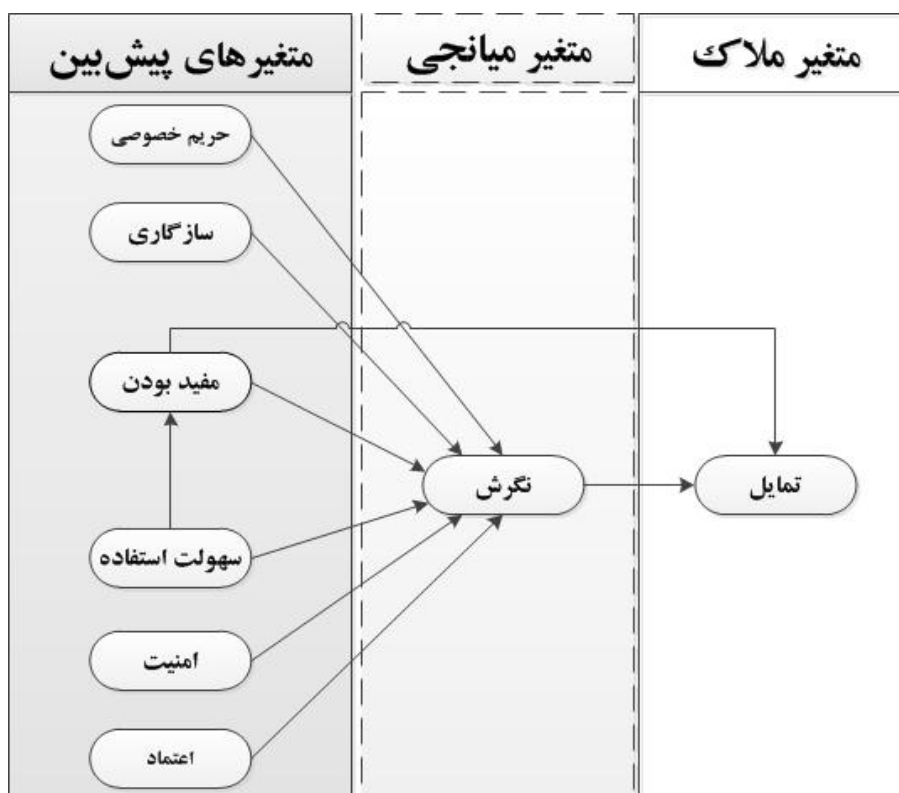 متغیر ملاک
متغیر میانجی
متغیرهای پیش‌بین
حریم خصوصی
سازگاری
مفید بودن
سهولت استفاده
امنیت
اعتماد
نگرش
تمایل